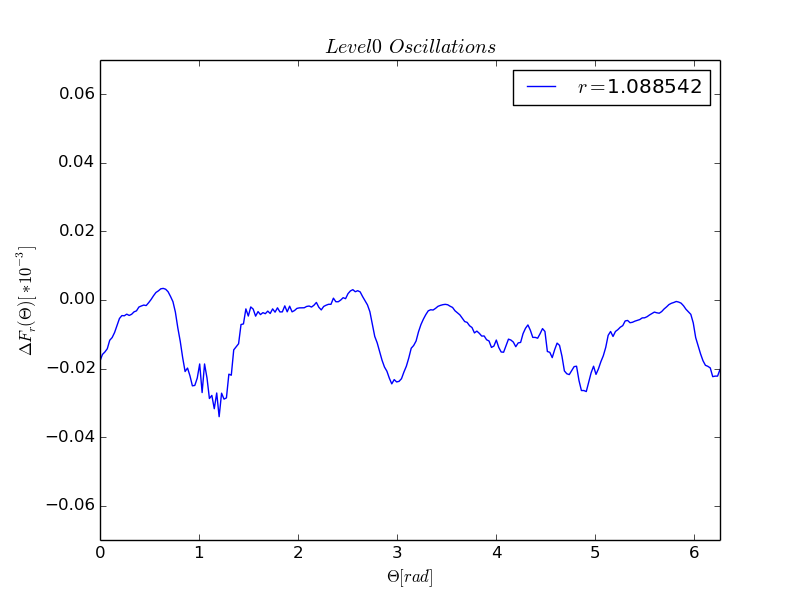 Level0 Oscillations
r=1.088542
0.06
0.04
0.02
0.00
−0.02
−0.04
−0.06
ΔF_r(Θ)[∗10^{−3}]
0 1 2 3 4 5 6
Θ[rad]